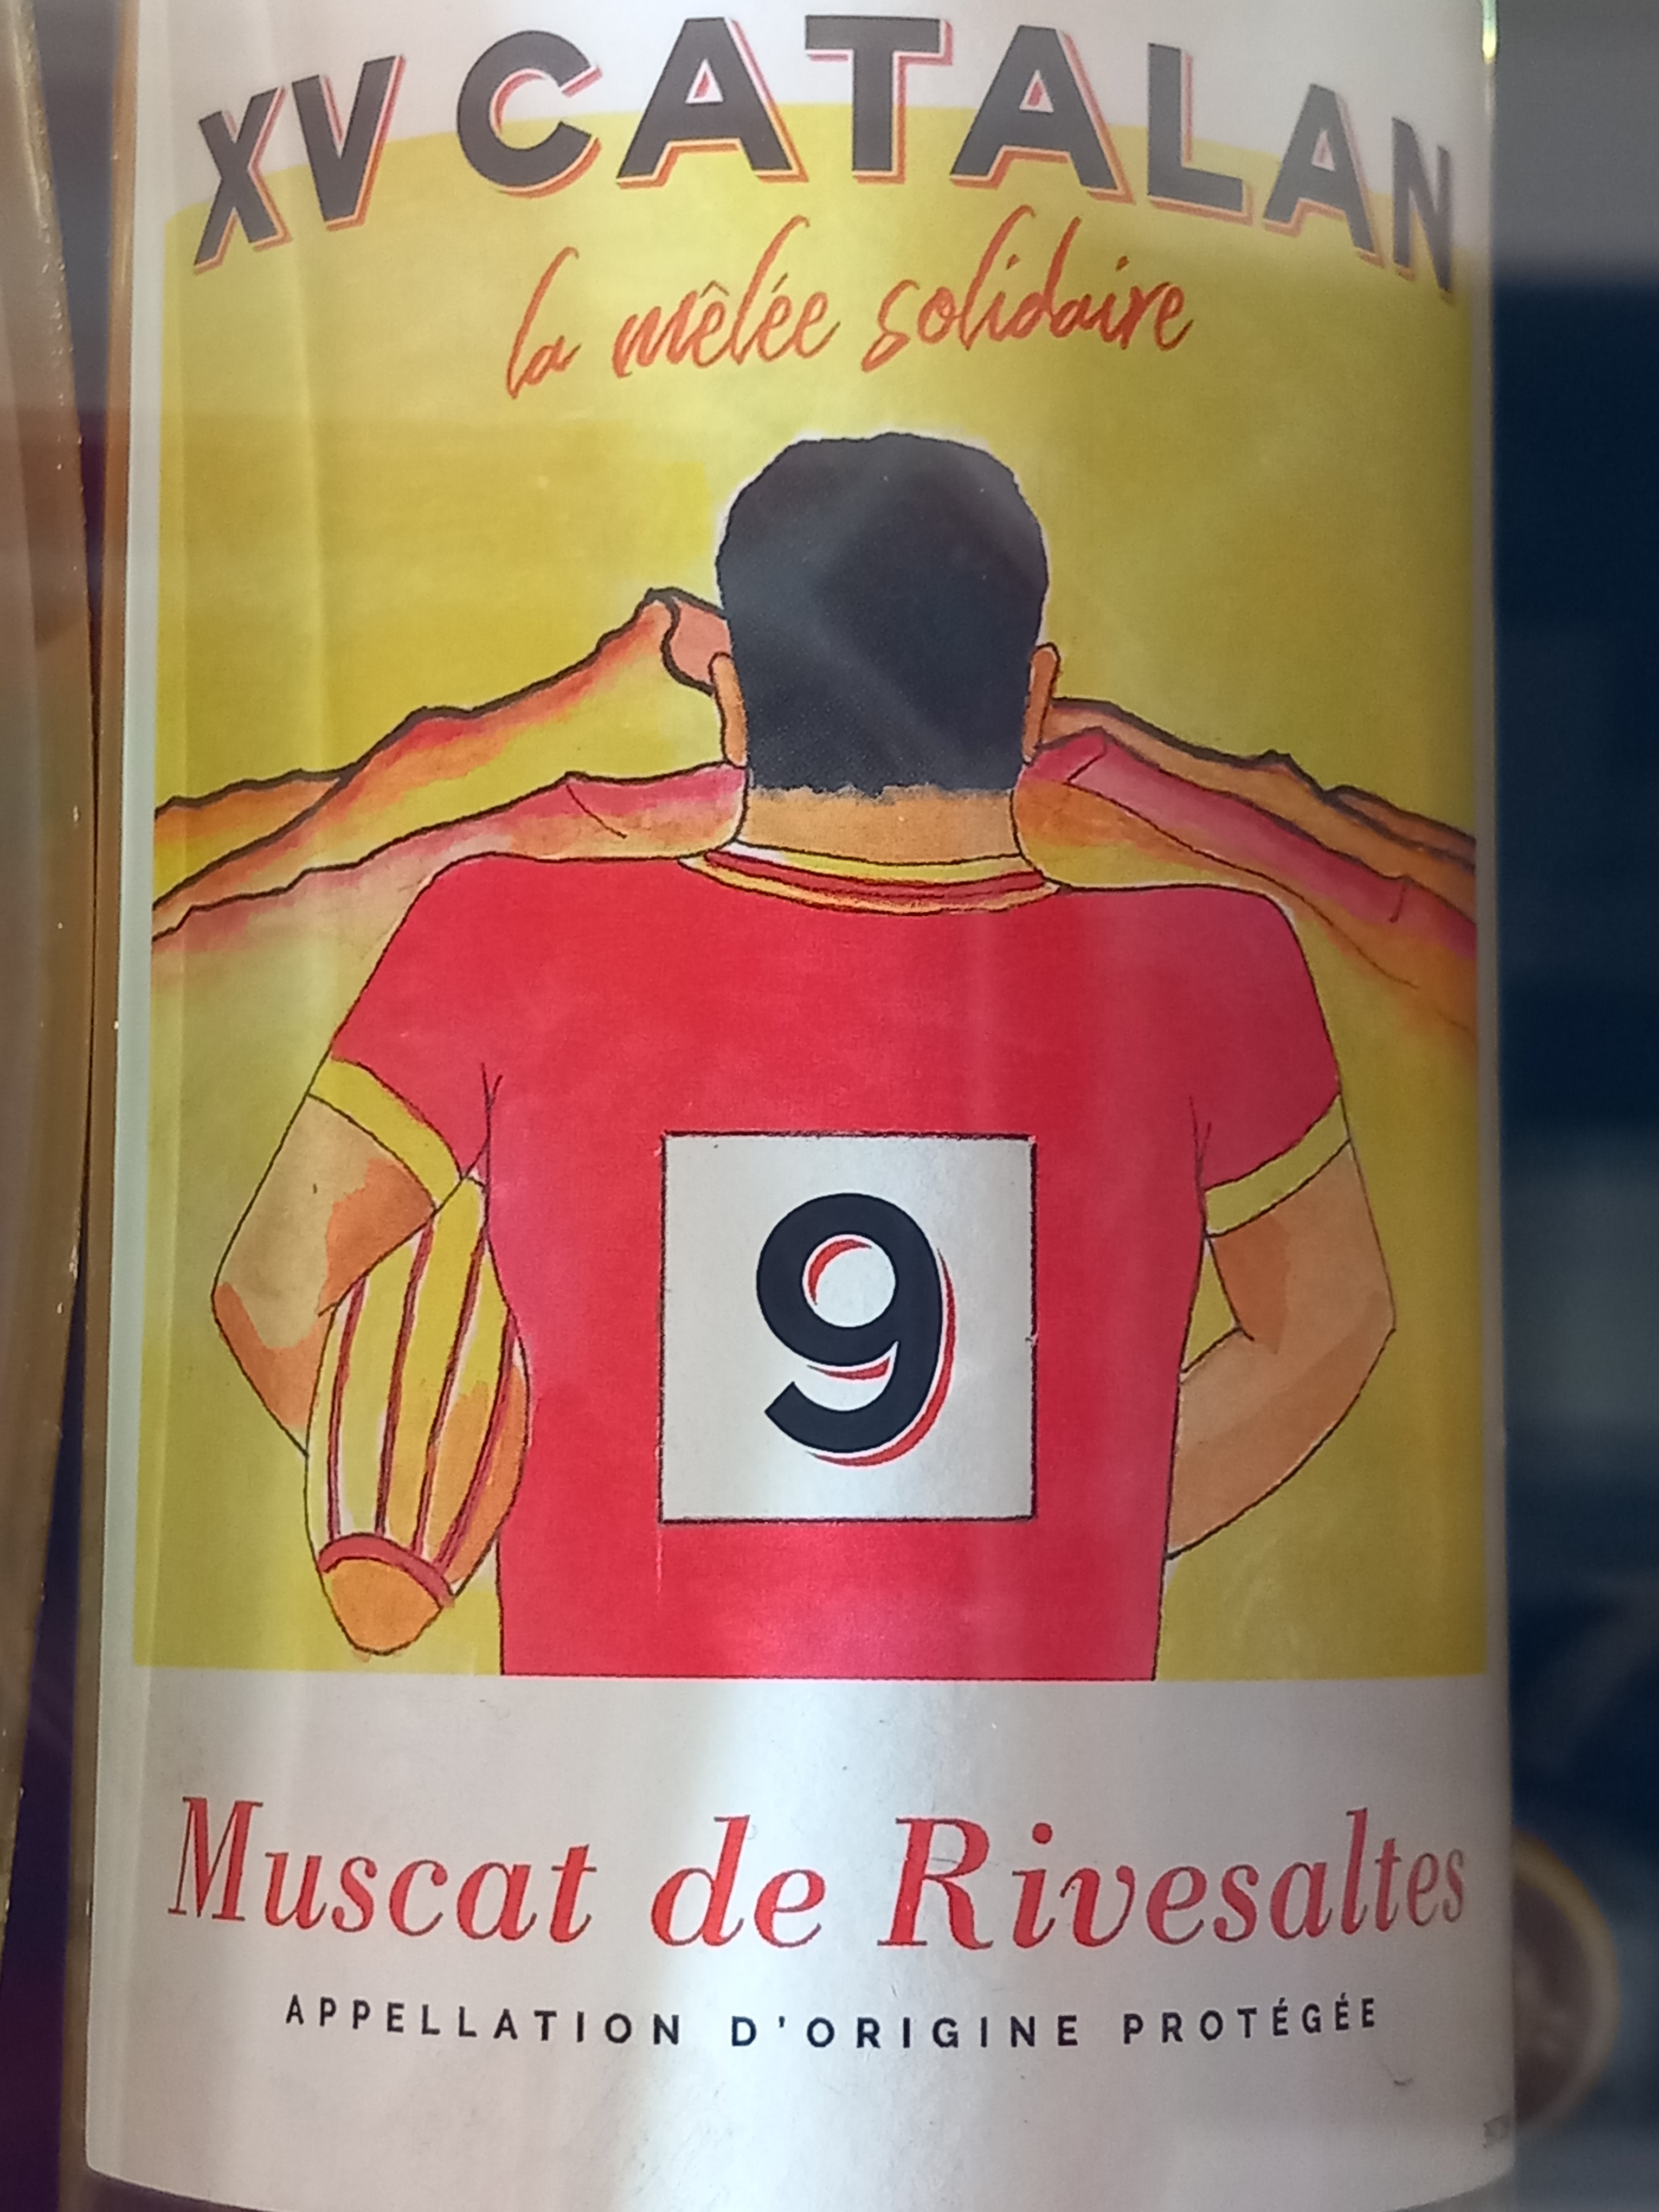 XV CATALAN
la mêlée solidaire
9
Muscat de Rivesaltes
APPELLATION D'ORIGINE PROTÉGÉE